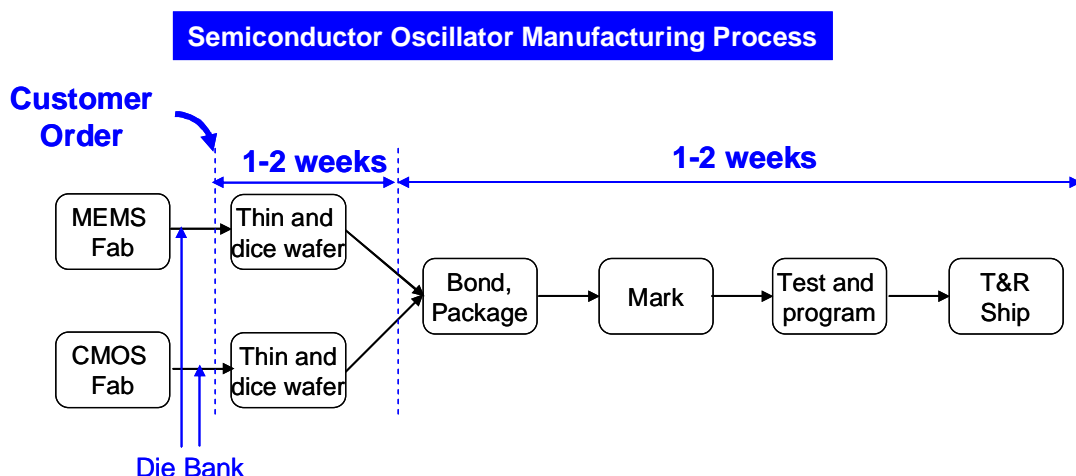 Semiconductor Oscillator Manufacturing Process
Customer
Order
1-2 weeks
1-2 weeks
MEMS
Fab
Thin and
dice wafer
Bond,
Package
Mark
Test and
program
T&R
Ship
CMOS
Fab
Thin and
dice wafer
Die Bank